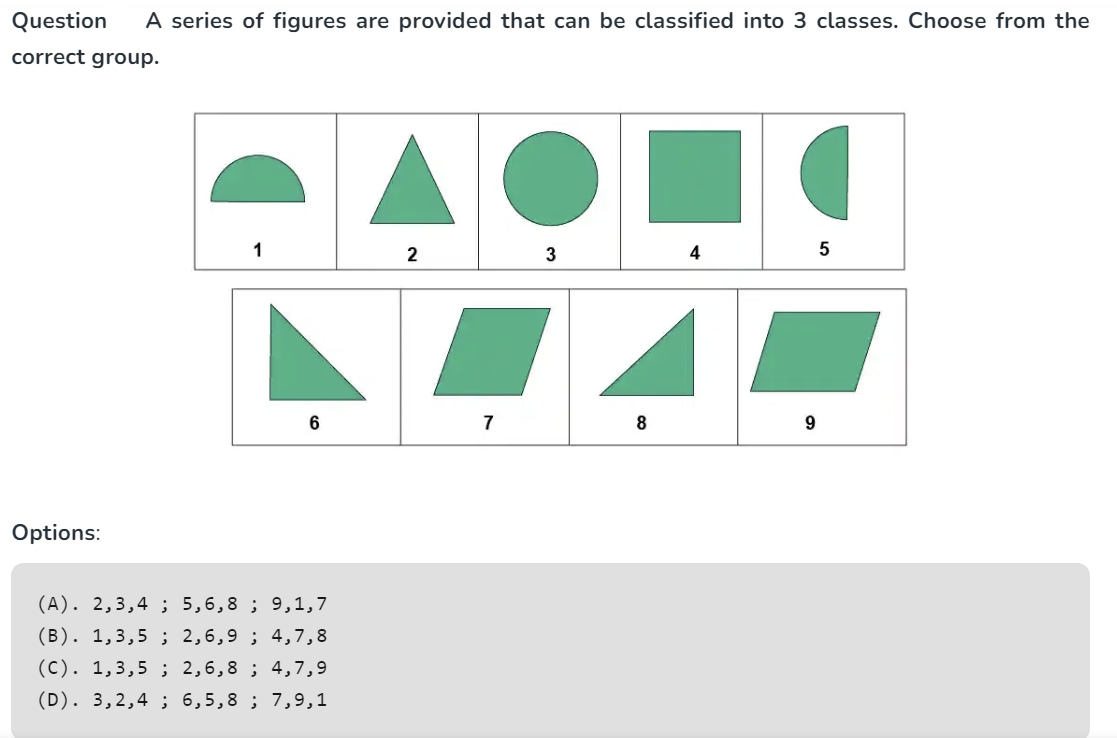 Question A series of figures are provided that can be classified into 3 classes. Choose from the
correct group.
1 2 3 4 5
6 7 8 9
Options:
(A). 2,3,4 ; 5,6,8 ; 9,1,7
(B). 1,3,5 ; 2,6,9 ; 4,7,8
(C). 1,3,5 ; 2,6,8 ; 4,7,9
(D). 3,2,4 ; 6,5,8 ; 7,9,1